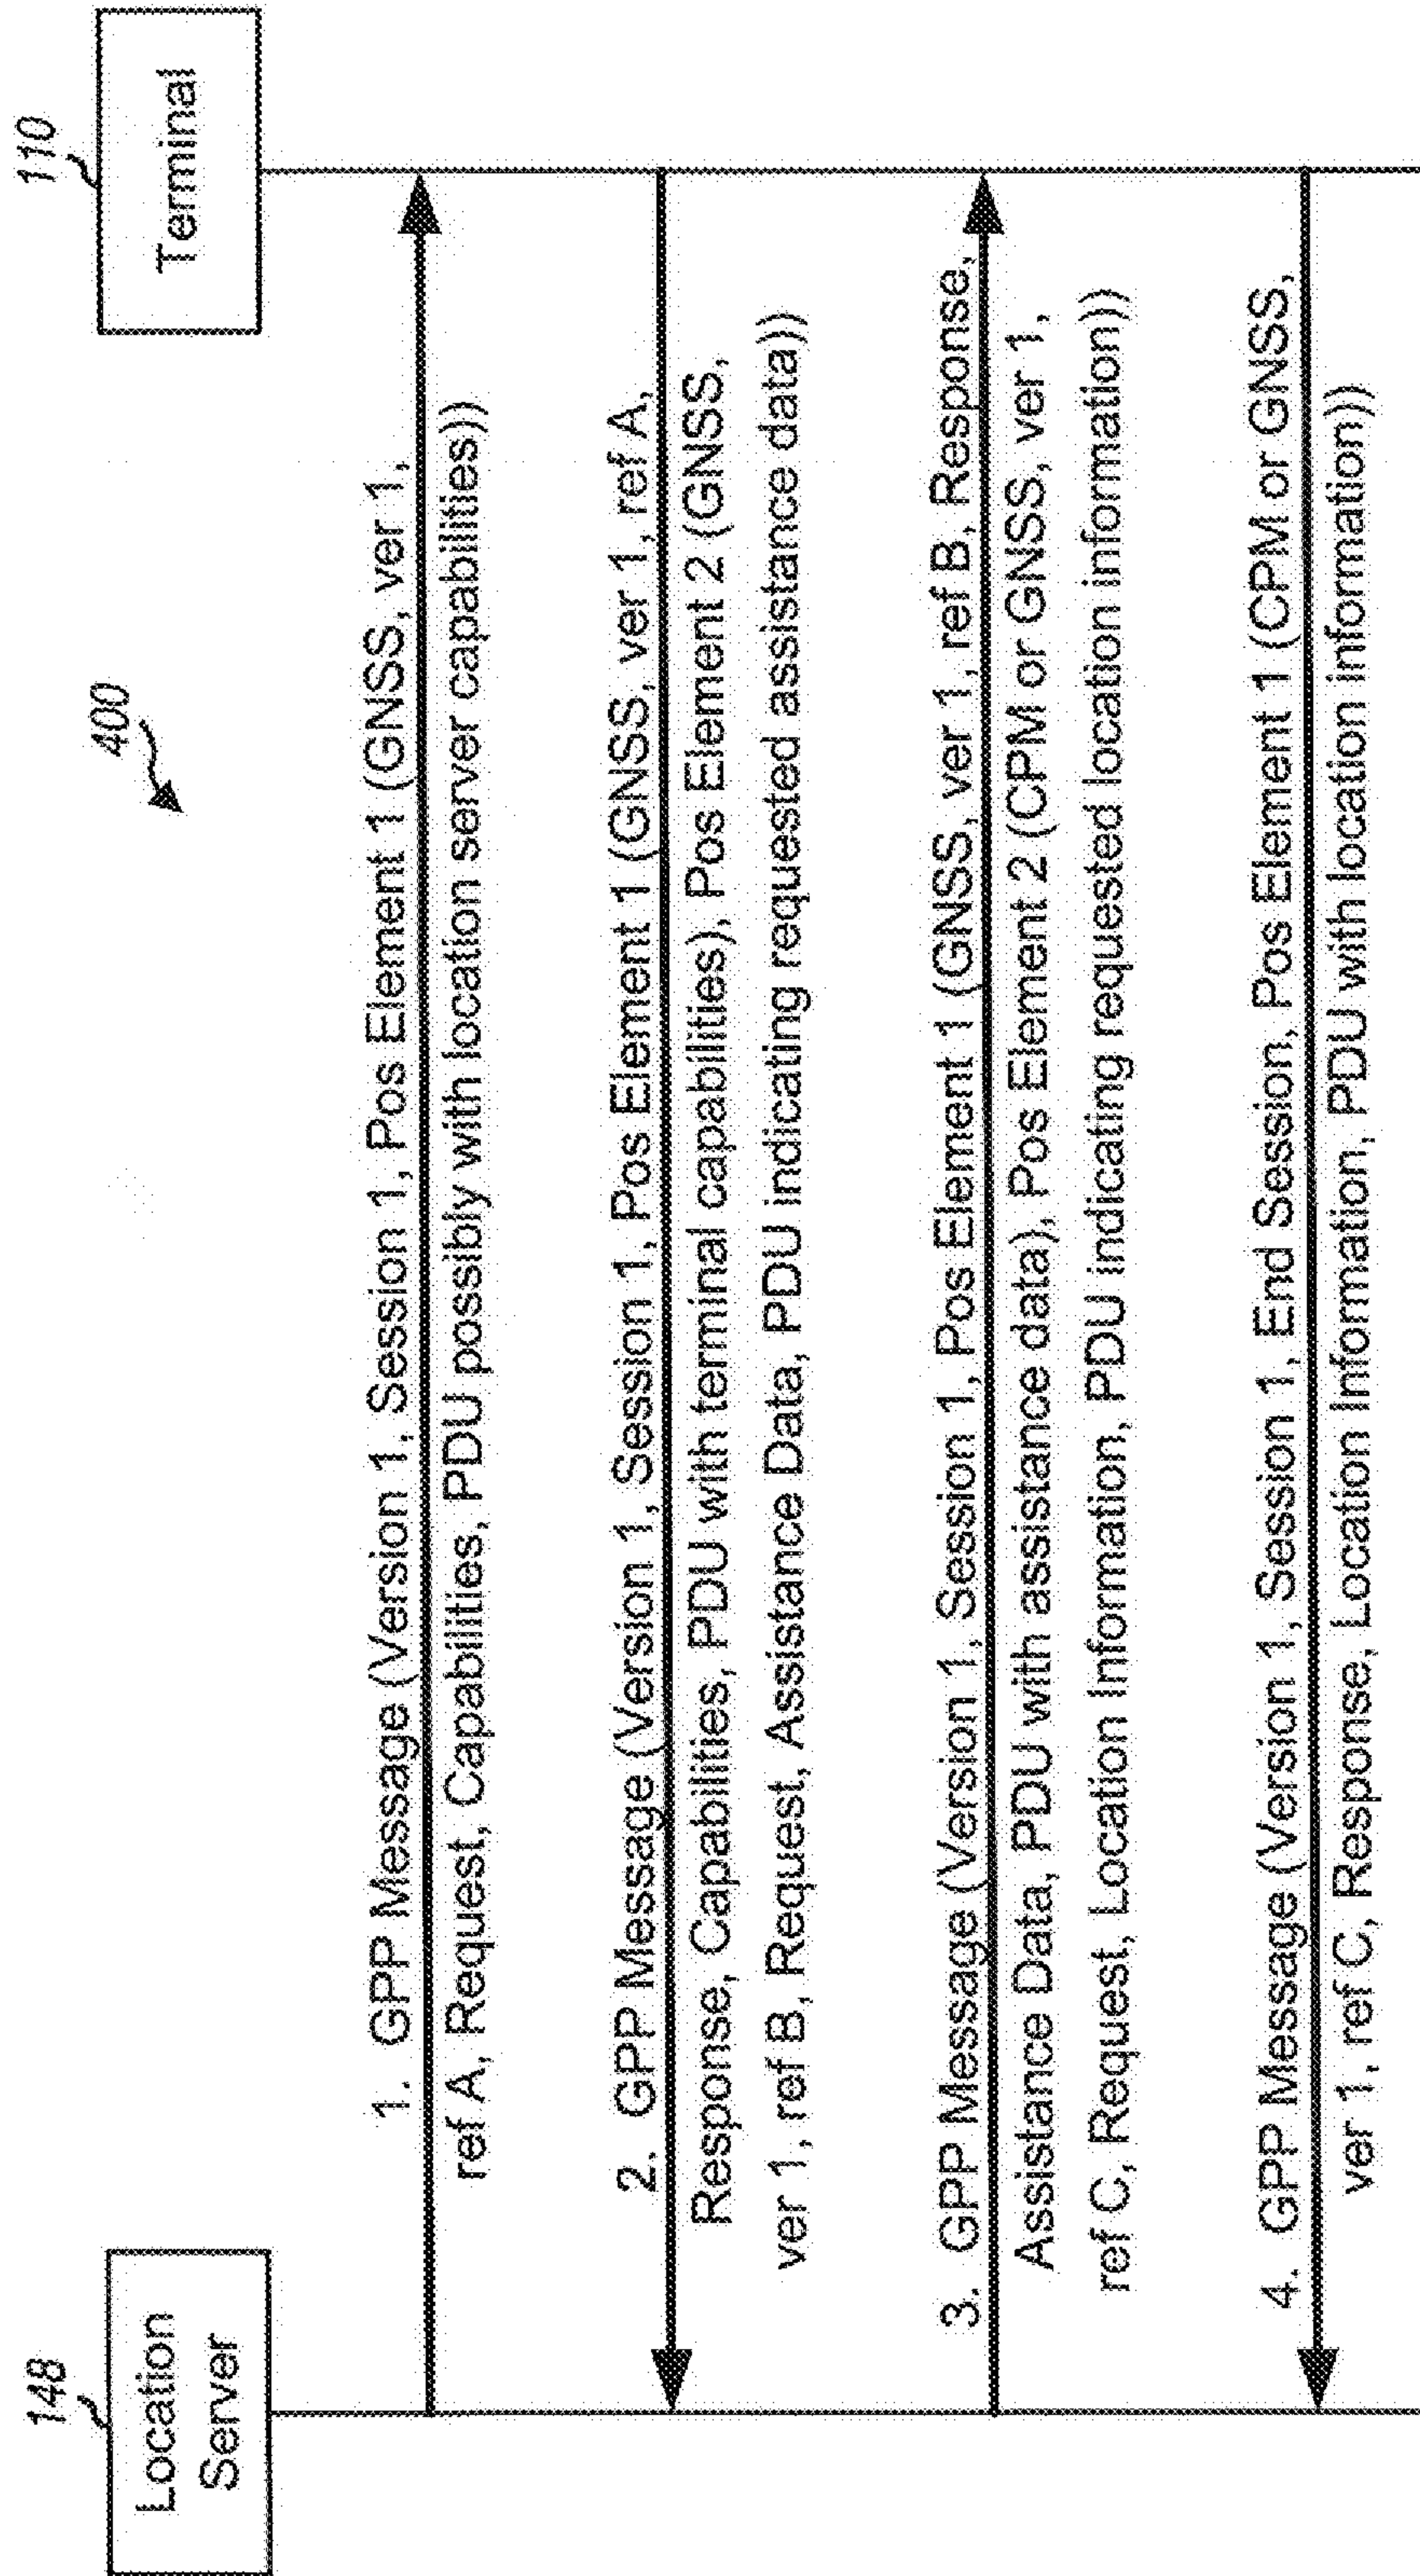 400
148
Location
Server
110
Terminal
1. GPP Message (Version 1, Session 1, Pos Element 1 (GNSS, ver 1,
ref A, Request, Capabilities, PDU possibly with location server capabilities))
2. GPP Message (Version 1, Session 1, Pos Element 1 (GNSS, ver 1, ref A,
Response, Capabilities, PDU with terminal capabilities), Pos Element 2 (GNSS,
ver 1, ref B, Request, Assistance Data, PDU indicating requested assistance data))
3. GPP Message (Version 1, Session 1, Pos Element 1 (GNSS, ver 1, ref B, Response,
Assistance Data, PDU with assistance data), Pos Element 2 (CPM or GNSS, ver 1,
ref C, Request, Location Information, PDU indicating requested location information))
4. GPP Message (Version 1, Session 1, End Session, Pos Element 1 (CPM or GNSS,
ver 1, ref C, Response, Location Information, PDU with location information))